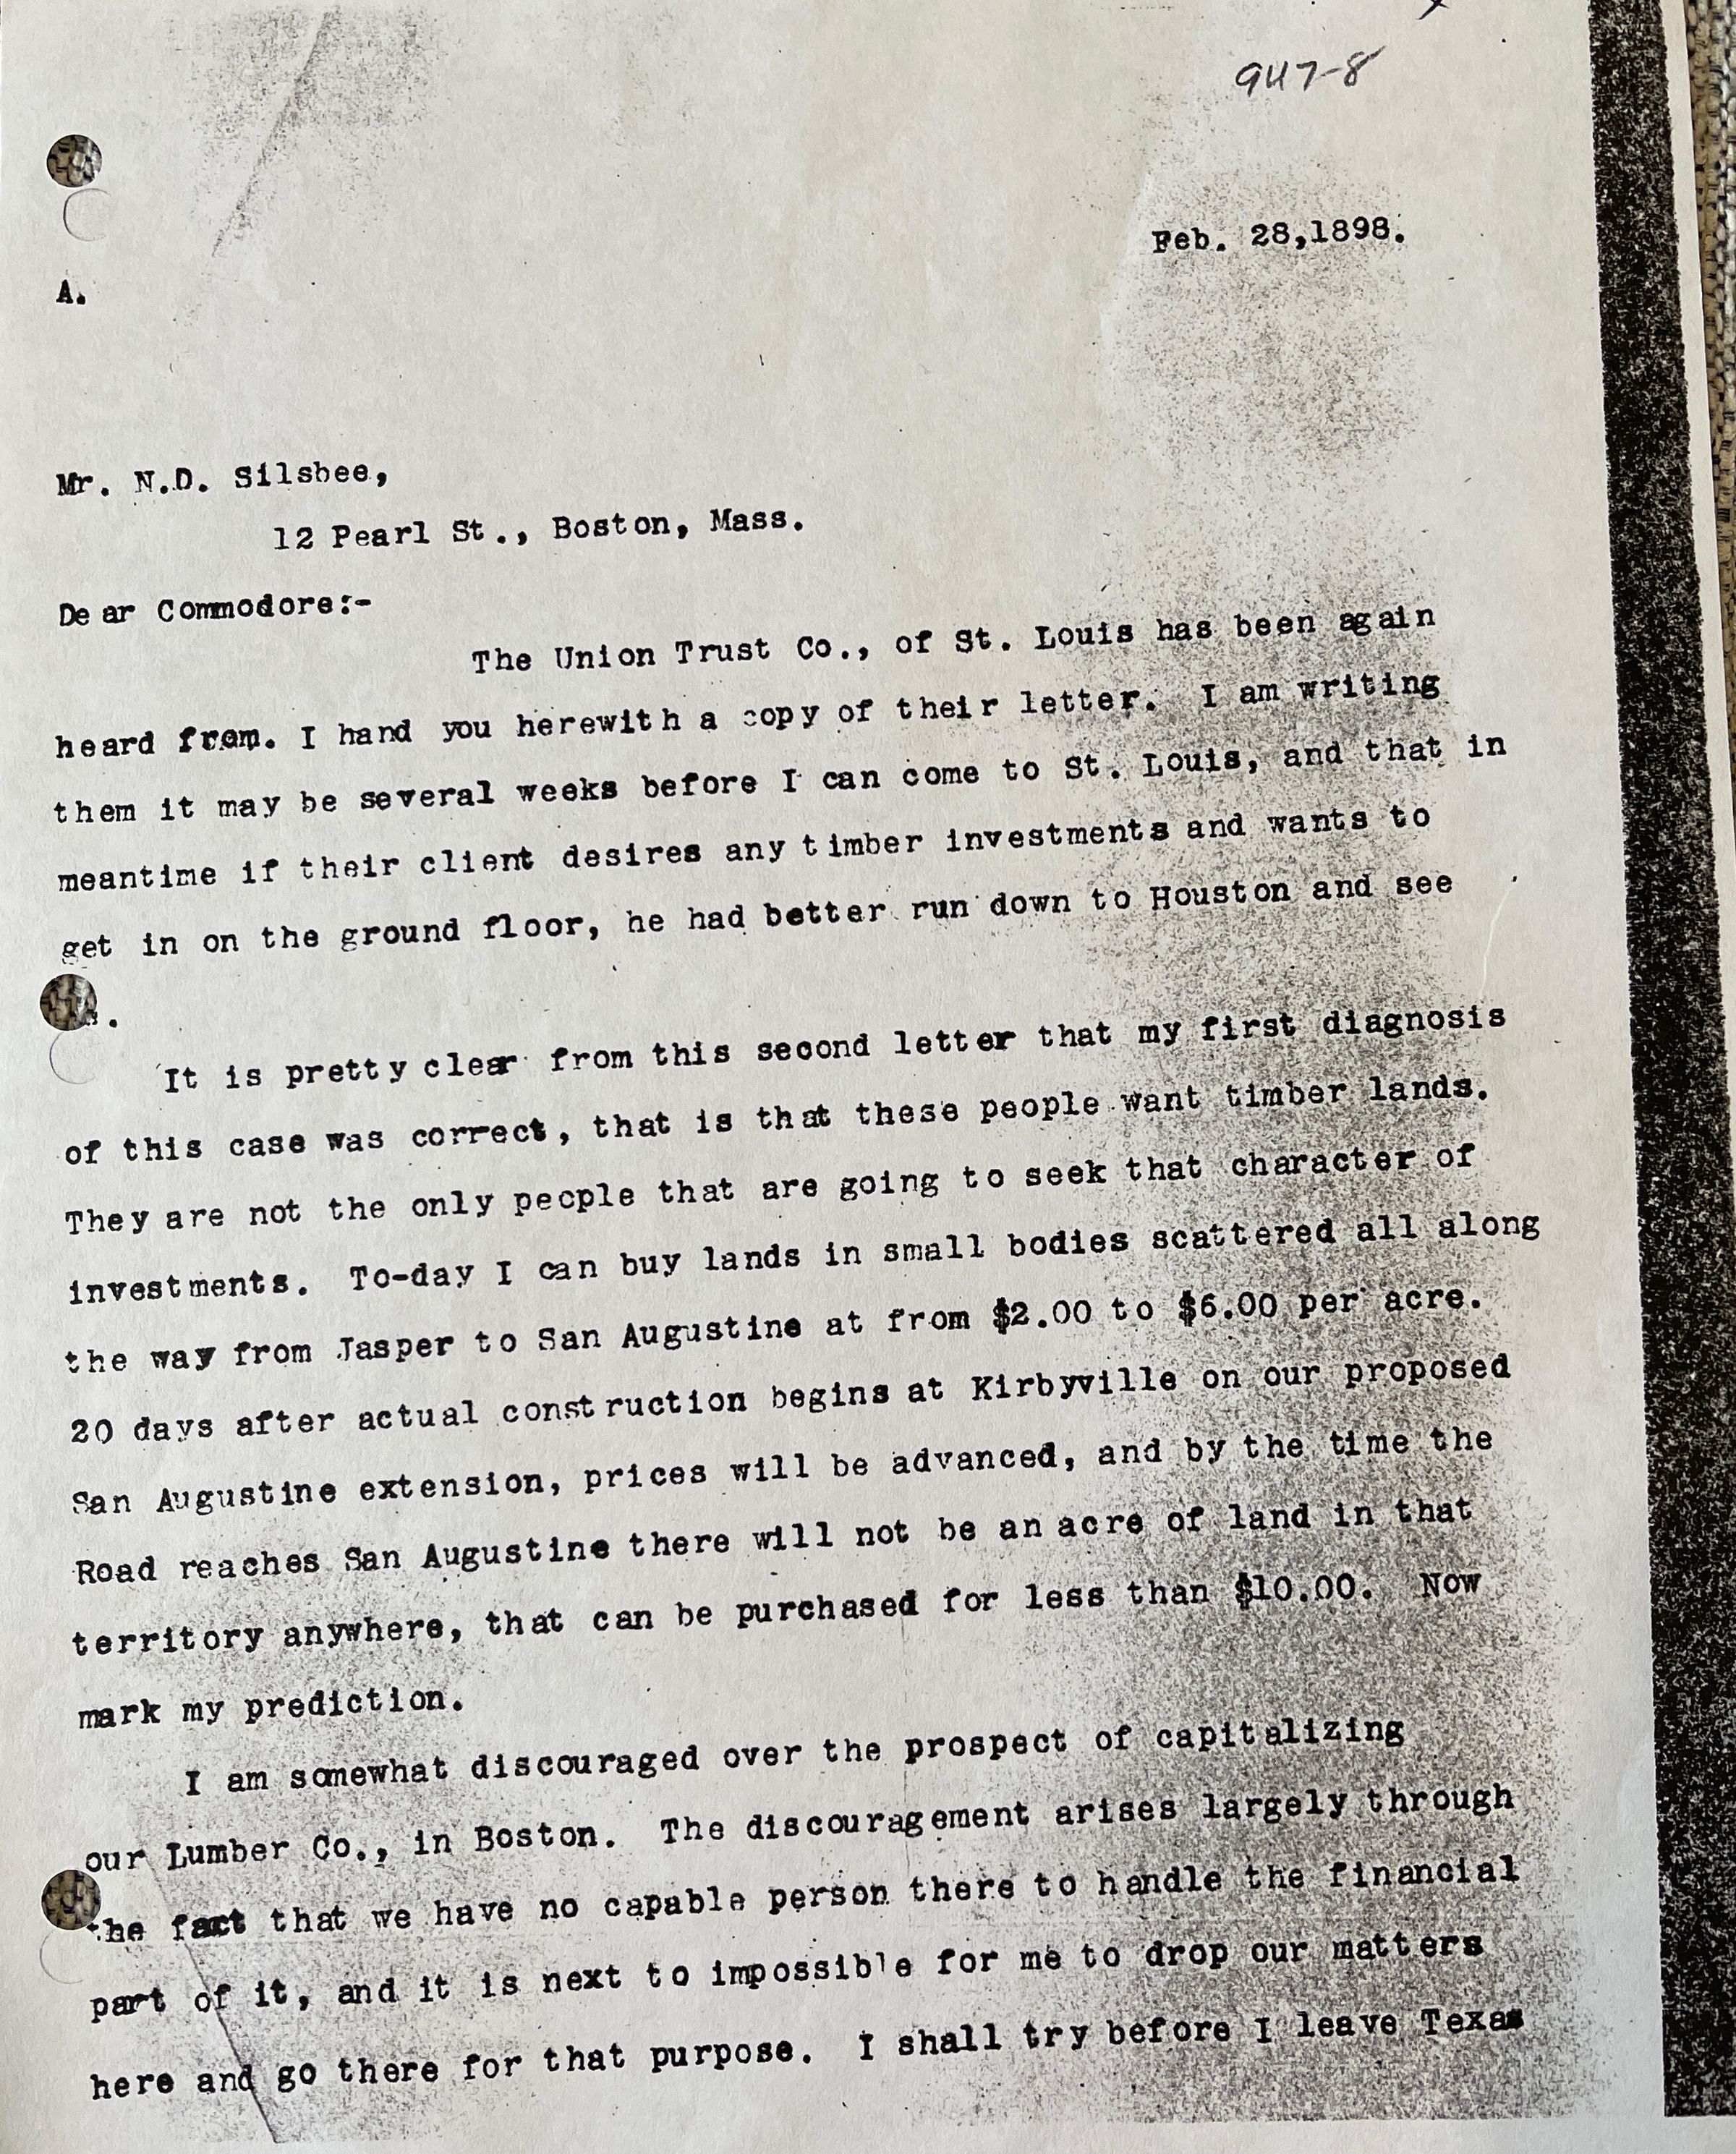 947-8
Feb. 28,1898.
A.
Mr. N.D. Silsbee,
12 Pearl St., Boston, Mass.
Dear Commodore:-
The Union Trust Co., of St. Louis has been again
heard from. I hand you herewith a copy of their letter. I am writing
them it may be several weeks before I can come to St. Louis, and that in
meantime if their client desires any timber investments and wants to
get in on the ground floor, he had better run down to Houston and see
It is pretty clear from this second letter that my first diagnosis
of this case was correct, that is that these people want timber lands.
They are not the only people that are going to seek that character of
investments. To-day I can buy lands in small bodies scattered all along
the way from Jasper to San Augustine at from $2.00 to $6.00 per acre.
20 days after actual construction begins at Kirbyville on our proposed
San Augustine extension, prices will be advanced, and by the time the
Road reaches San Augustine there will not be an acre of land in that
territory anywhere, that can be purchased for less than $10.00. Now
mark my prediction.
I am somewhat discouraged over the prospect of capitalizing
our Lumber Co., in Boston. The discouragement arises largely through
the fact that we have no capable person there to handle the financial
part of it, and it is next to impossible for me to drop our matters
here and go there for that purpose. I shall try before I leave Texas